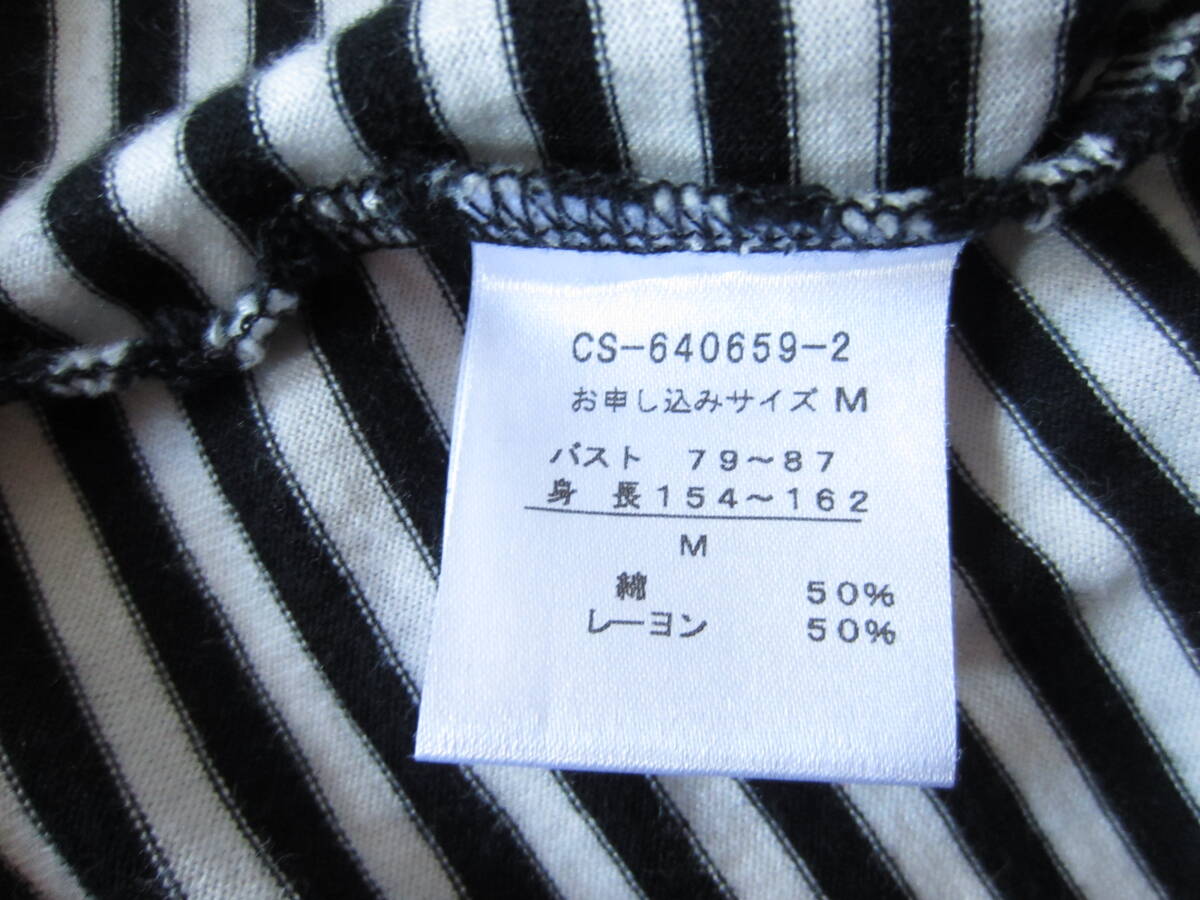 CS-640659-2
お申し込みサイズ M
バスト 79〜87
身 長 154〜162
M
綿 50%
レーヨン 50%